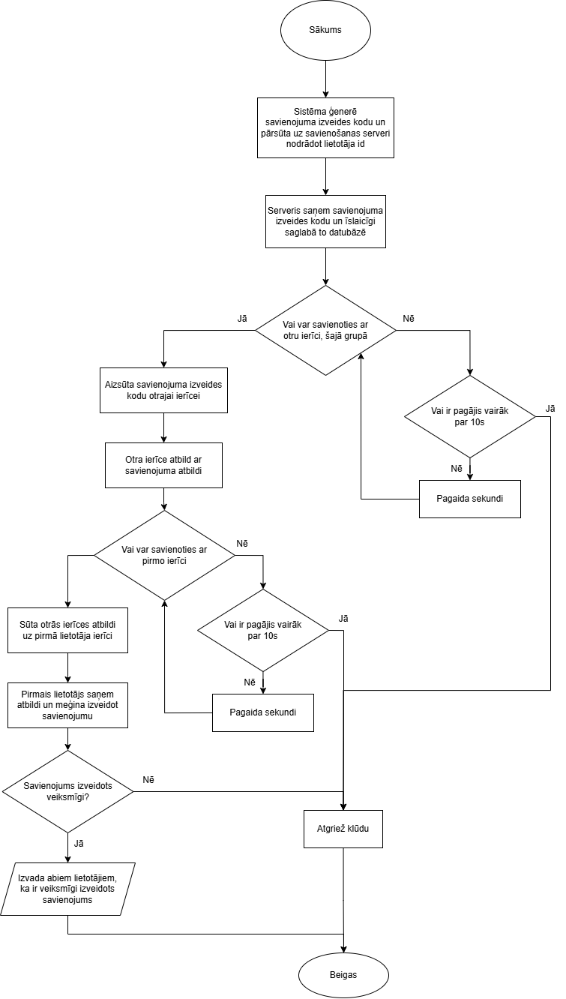 Sākums
Sistēma ģenerē
savienojuma izveides kodu un
pārsūta uz savienošanas serveri
nodrādot lietotāja id
Serveris saņem savienojuma
izveides kodu un īslaicīgi
saglabā to datubāzē
Vai var savienoties ar
otru ierīci, šajā grupā
Jā
Nē
Aizsūta savienojuma izveides
kodu otrajai ierīcei
Vai ir pagājis vairāk
par 10s
Jā
Nē
Pagaida sekundi
Otra ierīce atbild ar
savienojuma atbildi
Vai var savienoties ar
pirmo ierīci
Nē
Vai ir pagājis vairāk
par 10s
Jā
Nē
Pagaida sekundi
Sūta otrās ierīces atbildi
uz pirmā lietotāja ierīci
Pirmais lietotājs saņem
atbildi un meģina izveidot
savienojumu
Savienojums izveidots
veiksmīgi?
Nē
Jā
Atgriež klūdu
Izvada abiem lietotājiem,
ka ir veiksmīgi izveidots
savienojums
Beigas